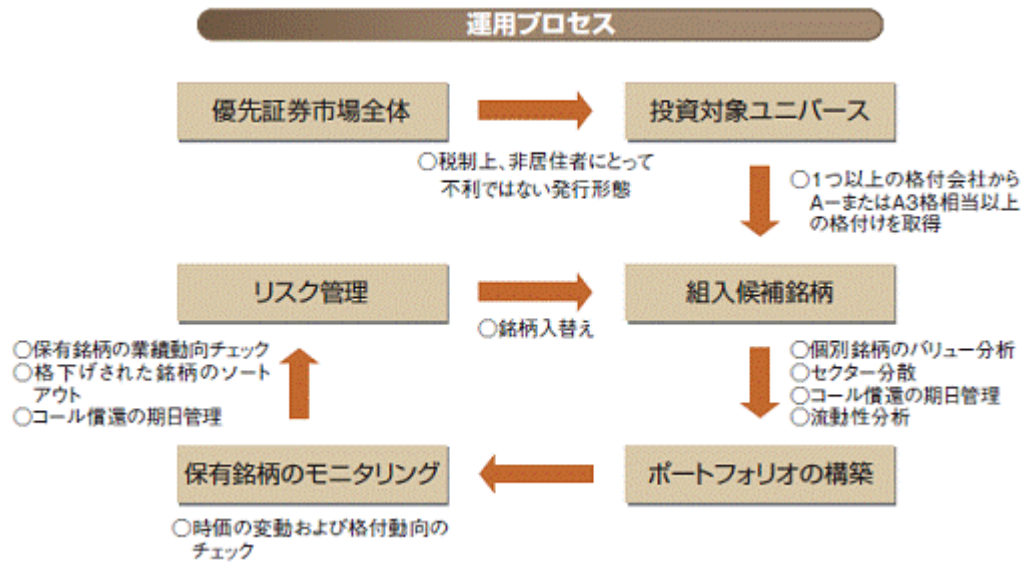 運用プロセス
優先証券市場全体
投資対象ユニバース
○税制上、非居住者にとって
不利ではない発行形態
○1つ以上の格付会社から
A－またはA3格相当以上
の格付けを取得
リスク管理
組入候補銘柄
○銘柄入替え
○保有銘柄の業績動向チェック
○格下げされた銘柄のソート
アウト
○コール償還の期日管理
○個別銘柄のバリュー分析
○セクター分散
○コール償還の期日管理
○流動性分析
保有銘柄のモニタリング
ポートフォリオの構築
○時価の変動および格付動向の
チェック